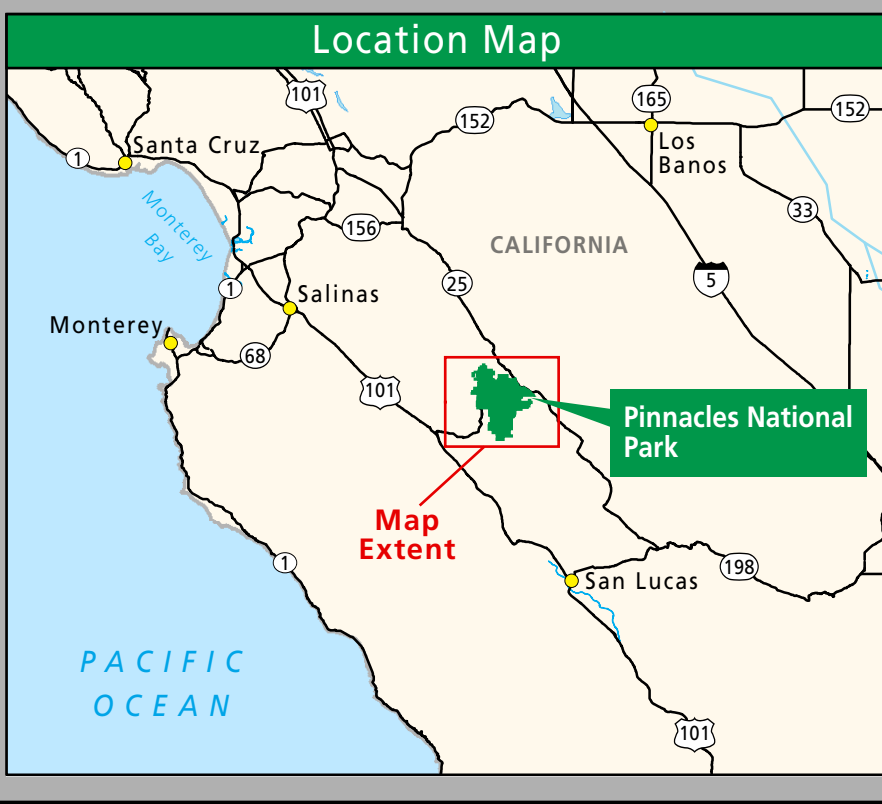 Location Map
101
165
152
152
Los
Banos
Santa Cruz
1
Monterey
Bay
33
156
CALIFORNIA
5
25
1
Salinas
Monterey
68
101
Pinnacles National
Park
Map
Extent
1
198
San Lucas
PACIFIC
OCEAN
101